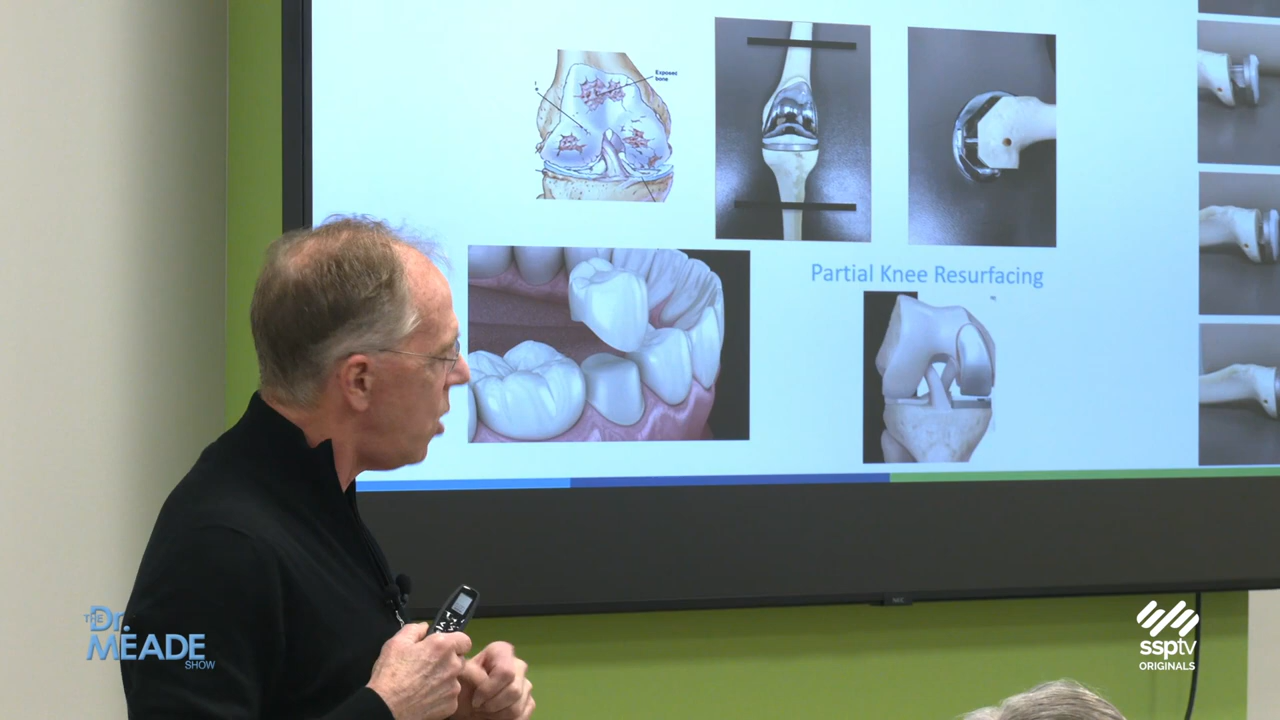 Exposed
bone
Partial Knee Resurfacing
NEC
THE
Dr.
MEADE
SHOW
ssptv
ORIGINALS